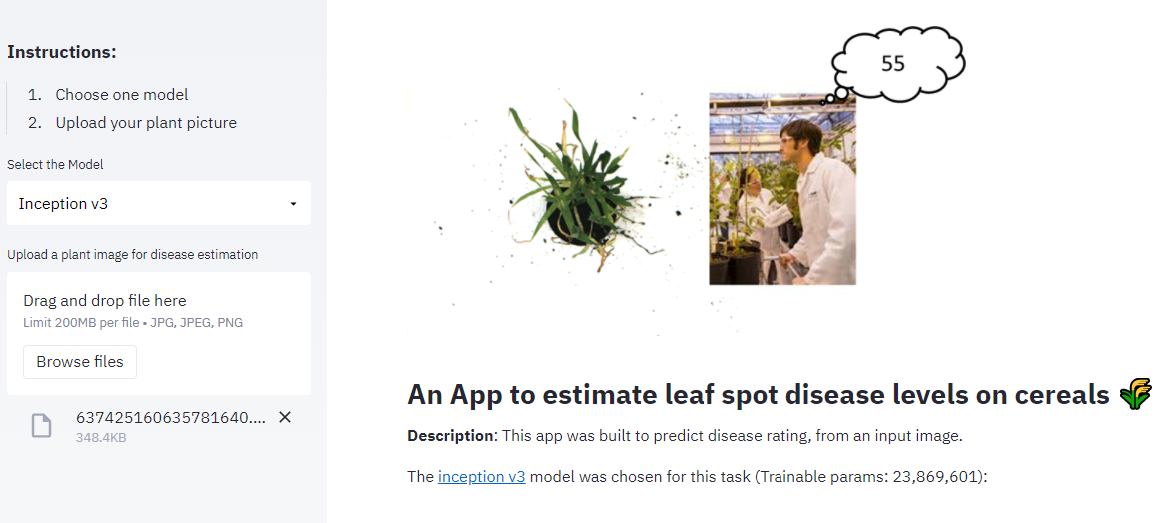 Instructions:
1. Choose one model
2. Upload your plant picture
Select the Model
Inception v3
Upload a plant image for disease estimation
Drag and drop file here
Limit 200MB per file • JPG, JPEG, PNG
Browse files
637425160635781640....
348.4KB
55
An App to estimate leaf spot disease levels on cereals 🌾
Description: This app was built to predict disease rating, from an input image.
The inception v3 model was chosen for this task (Trainable params: 23,869,601):